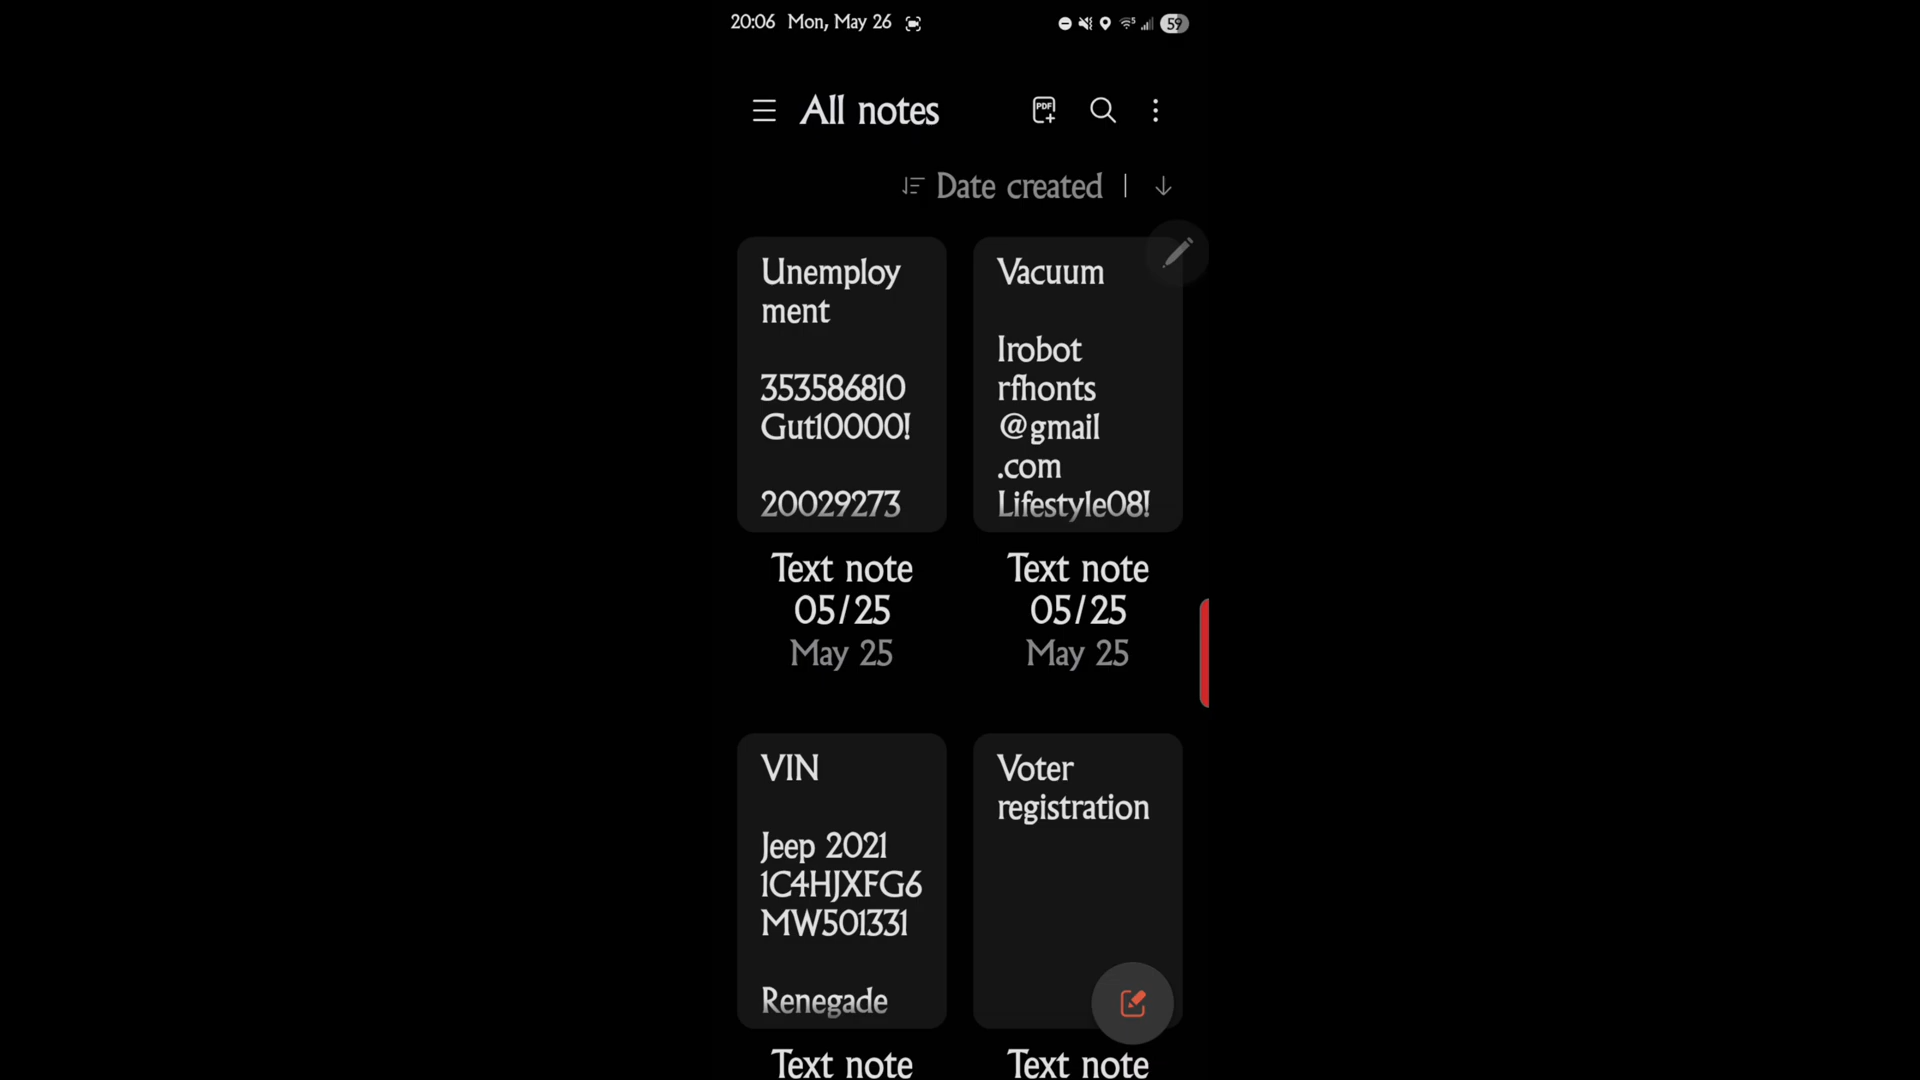 20:06 Mon, May 26
59
All notes
PDF
Date created
Unemploy
ment
353586810
Gut10000!
20029273
Text note
05/25
May 25
Vacuum
Irobot
rfhonts
@gmail
.com
Lifestyle08!
Text note
05/25
May 25
VIN
Jeep 2021
1C4HJXFG6
MW501331
Renegade
Text note
Voter
registration
Text note